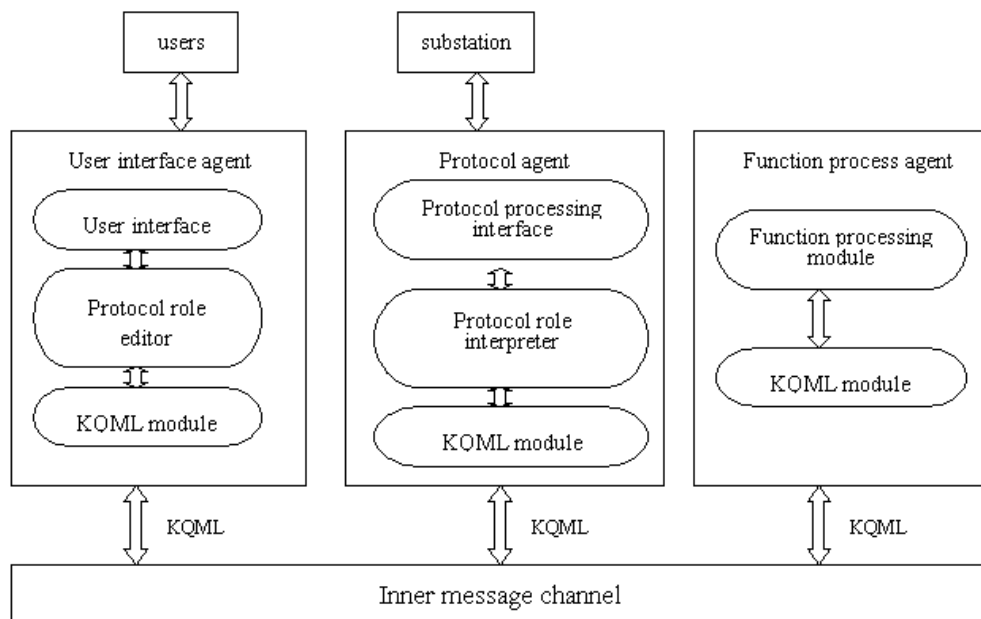 users
substation
User interface agent
User interface
Protocol role
editor
KQML module
Protocol agent
Protocol processing
interface
Protocol role
interpreter
KQML module
Function process agent
Function processing
module
KQML module
KQML
KQML
KQML
Inner message channel